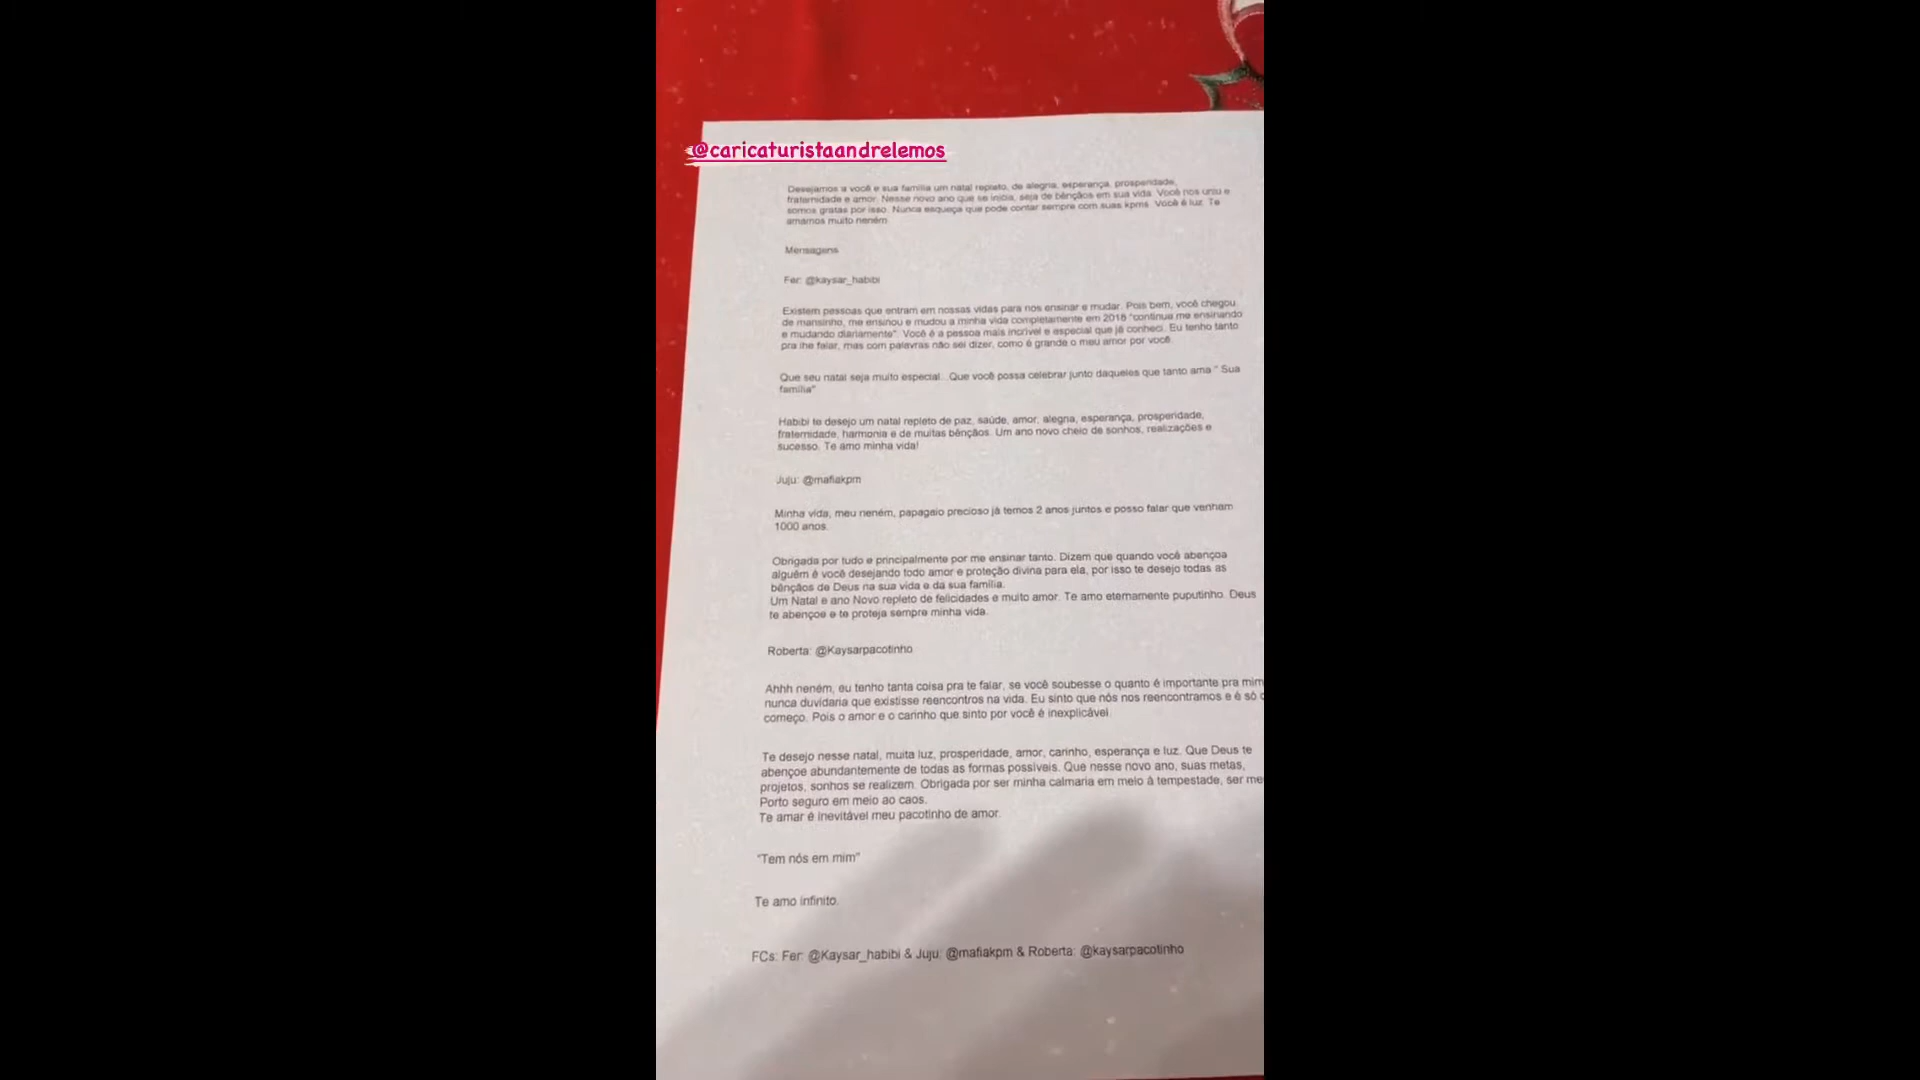 @caricaturistaandrelemos
Desejamos a você e sua família um natal repleto, de alegria, esperança, prosperidade,
fraternidade e amor. Nesse novo ano que se inicia, seja de bênçãos em sua vida. Você nos uniu e
somos gratas por isso. Nunca esqueça que pode contar sempre com suas kpms. Você é luz. Te
amamos muito neném.
Mensagens
Fer: @kaysar_habibi
Existem pessoas que entram em nossas vidas para nos ensinar e mudar. Pois bem, você chegou
de mansinho, me ensinou e mudou a minha vida completamente em 2018 "continua me ensinando
e mudando diariamente". Você é a pessoa mais incrível e especial que já conheci. Eu tenho tanto
pra lhe falar, mas com palavras não sei dizer, como é grande o meu amor por você.
Que seu natal seja muito especial...Que você possa celebrar junto daqueles que tanto ama " Sua
família"
Habibi te desejo um natal repleto de paz, saúde, amor, alegria, esperança, prosperidade,
fraternidade, harmonia e de muitas bênçãos. Um ano novo cheio de sonhos, realizações e
sucesso. Te amo minha vida!
Juju: @mafiakpm
Minha vida, meu neném, papagaio precioso já temos 2 anos juntos e posso falar que venham
1000 anos.
Obrigada por tudo e principalmente por me ensinar tanto. Dizem que quando você abençoa
alguém é você desejando todo amor e proteção divina para ela, por isso te desejo todas as
bênçãos de Deus na sua vida e da sua família.
Um Natal e ano Novo repleto de felicidades e muito amor. Te amo eternamente puputinho. Deus
te abençoe e te proteja sempre minha vida.
Roberta: @Kaysarpacotinho
Ahhh neném, eu tenho tanta coisa pra te falar, se você soubesse o quanto é importante pra mim
nunca duvidaria que existisse reencontros na vida. Eu sinto que nós nos reencontramos e é só
começo. Pois o amor e o carinho que sinto por você é inexplicável.
Te desejo nesse natal, muita luz, prosperidade, amor, carinho, esperança e luz. Que Deus te
abençoe abundantemente de todas as formas possíveis. Que nesse novo ano, suas metas,
projetos, sonhos se realizem. Obrigada por ser minha calmaria em meio à tempestade, ser me
Porto seguro em meio ao caos.
Te amar é inevitável meu pacotinho de amor.
"Tem nós em mim"
Te amo infinito.
FCs: Fer: @Kaysar_habibi & Juju: @mafiakpm & Roberta: @kaysarpacotinho